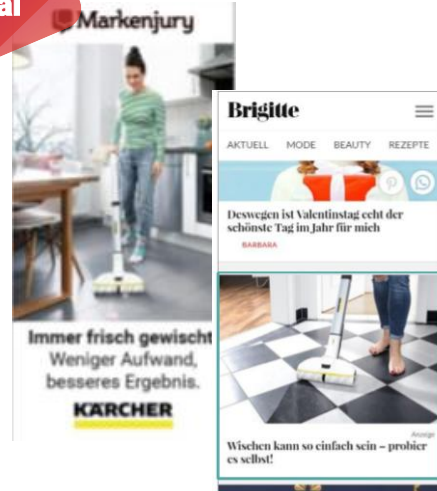 al
Markenjury
Immer frisch gewischt
Weniger Aufwand,
besseres Ergebnis.
KÄRCHER
Brigitte
AKTUELL MODE BEAUTY REZEPTE
Deswegen ist Valentinstag echt der
schönste Tag im Jahr für mich
BARBARA
Anzeige
Wischen kann so einfach sein – probier
es selbst!